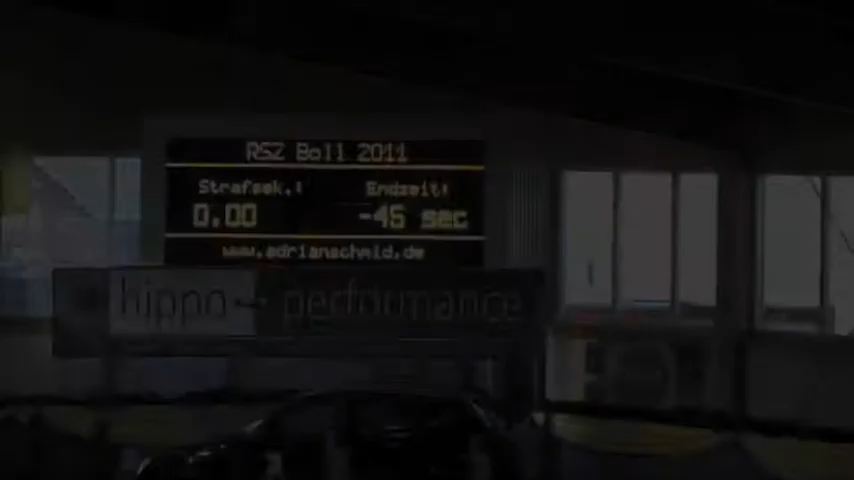 RSZ Boll 2011
Strafsek.: Endzeit:
0.00 -45 sec
www.adrianschmid.de
hippo performance